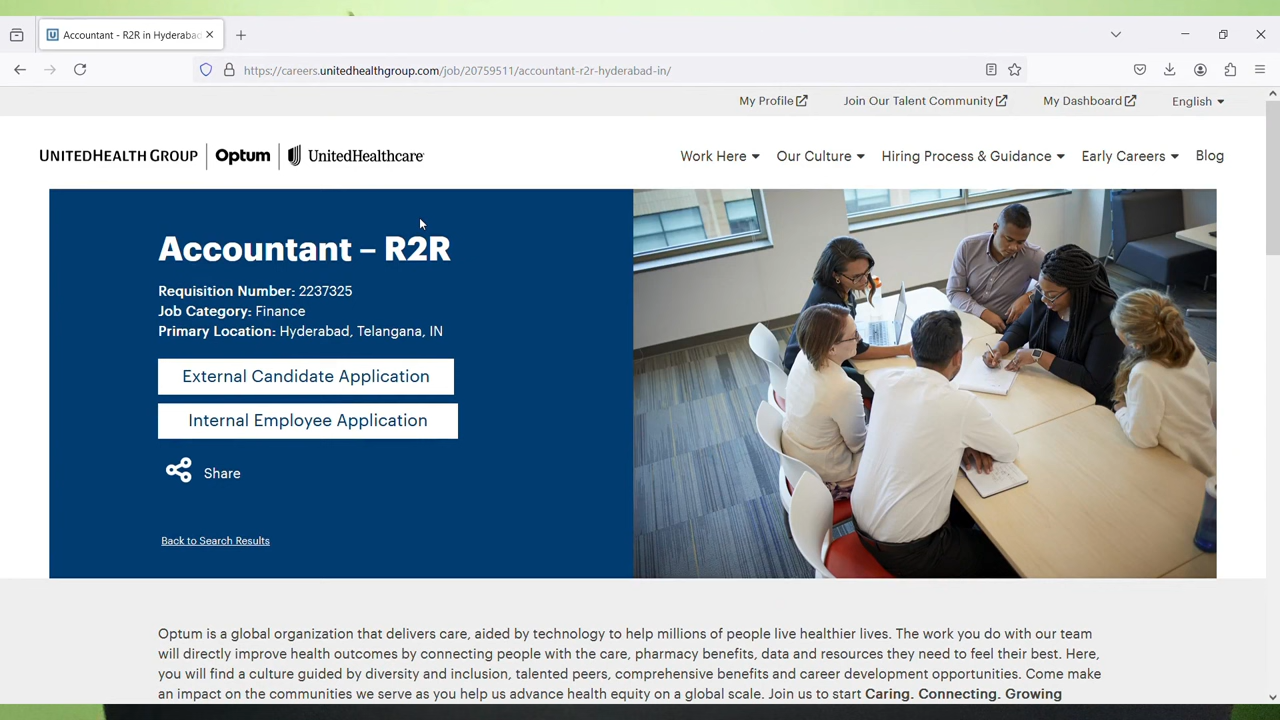 Accountant - R2R in Hyderabad
https://careers.unitedhealthgroup.com/job/20759511/accountant-r2r-hyderabad-in/
My Profile
Join Our Talent Community
My Dashboard
English
UNITEDHEALTH GROUP
Optum
UnitedHealthcare
Work Here
Our Culture
Hiring Process & Guidance
Early Careers
Blog
Accountant – R2R
Requisition Number: 2237325
Job Category: Finance
Primary Location: Hyderabad, Telangana, IN
External Candidate Application
Internal Employee Application
Share
Back to Search Results
Optum is a global organization that delivers care, aided by technology to help millions of people live healthier lives. The work you do with our team
will directly improve health outcomes by connecting people with the care, pharmacy benefits, data and resources they need to feel their best. Here,
you will find a culture guided by diversity and inclusion, talented peers, comprehensive benefits and career development opportunities. Come make
an impact on the communities we serve as you help us advance health equity on a global scale. Join us to start Caring. Connecting. Growing